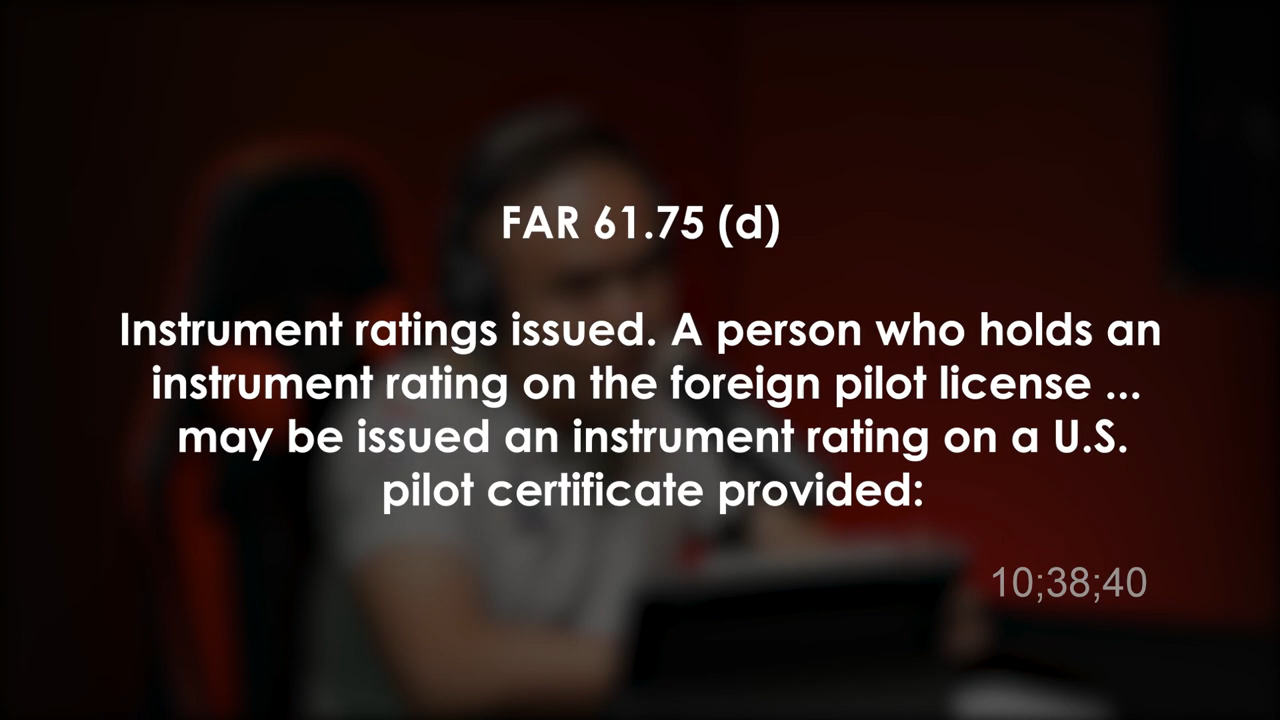 FAR 61.75 (d)
Instrument ratings issued. A person who holds an
instrument rating on the foreign pilot license ...
may be issued an instrument rating on a U.S.
pilot certificate provided:
10;38;40